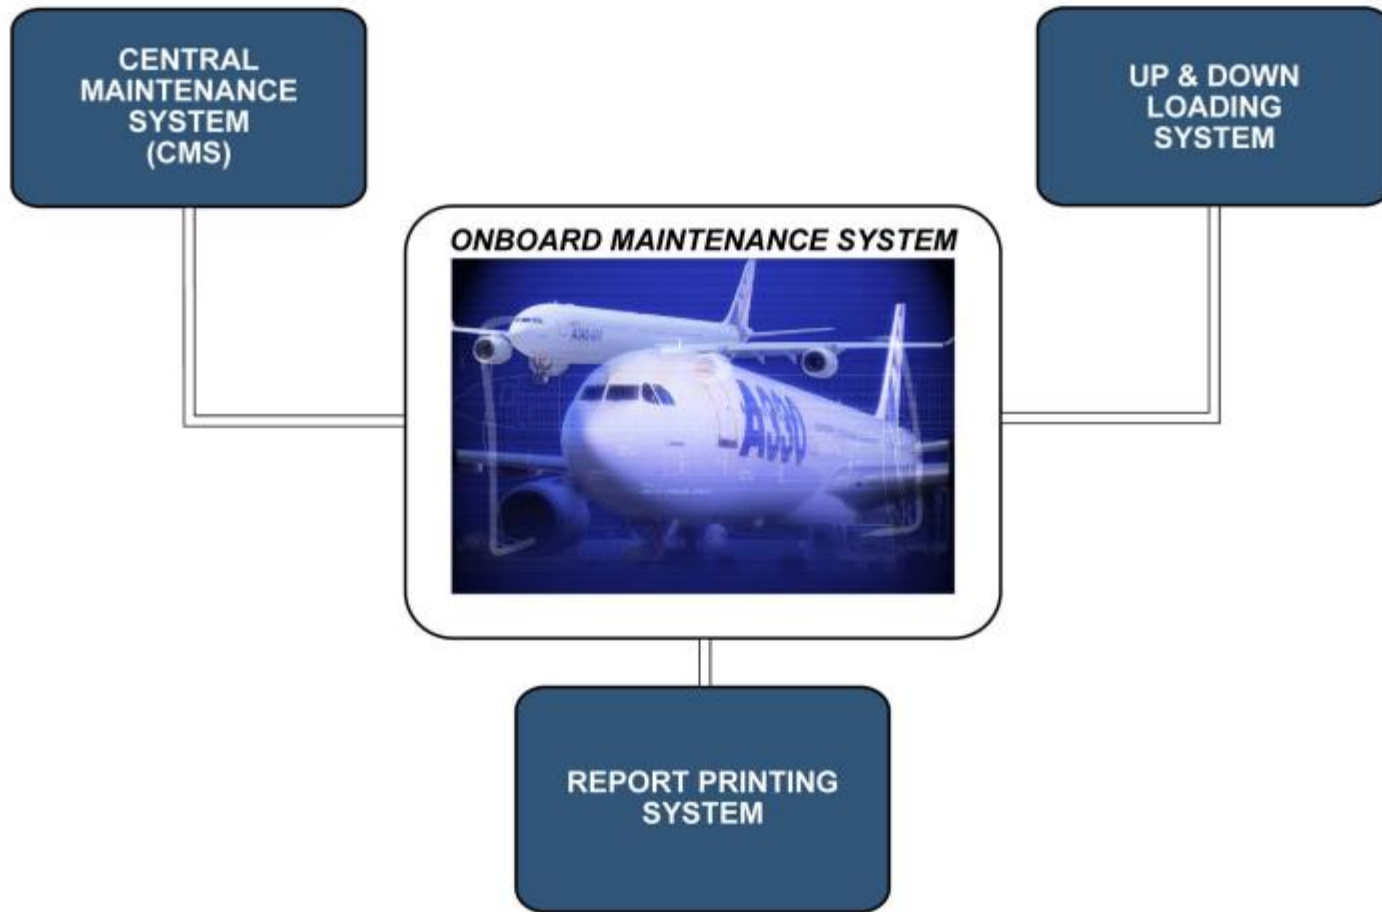 CENTRAL
MAINTENANCE
SYSTEM
(CMS)
UP & DOWN
LOADING
SYSTEM
ONBOARD MAINTENANCE SYSTEM
A330
REPORT PRINTING
SYSTEM